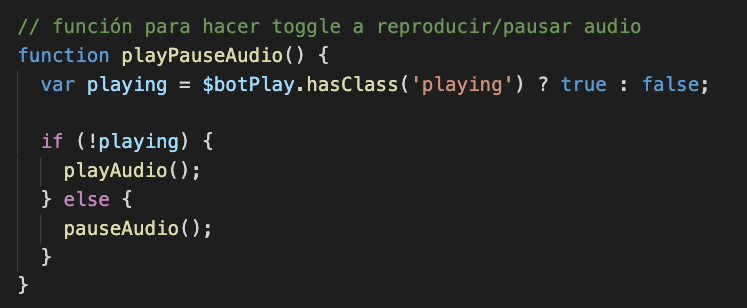 // función para hacer toggle a reproducir/pausar audio
function playPauseAudio() {
  var playing = $botPlay.hasClass('playing') ? true : false;

  if (!playing) {
    playAudio();
  } else {
    pauseAudio();
  }
}